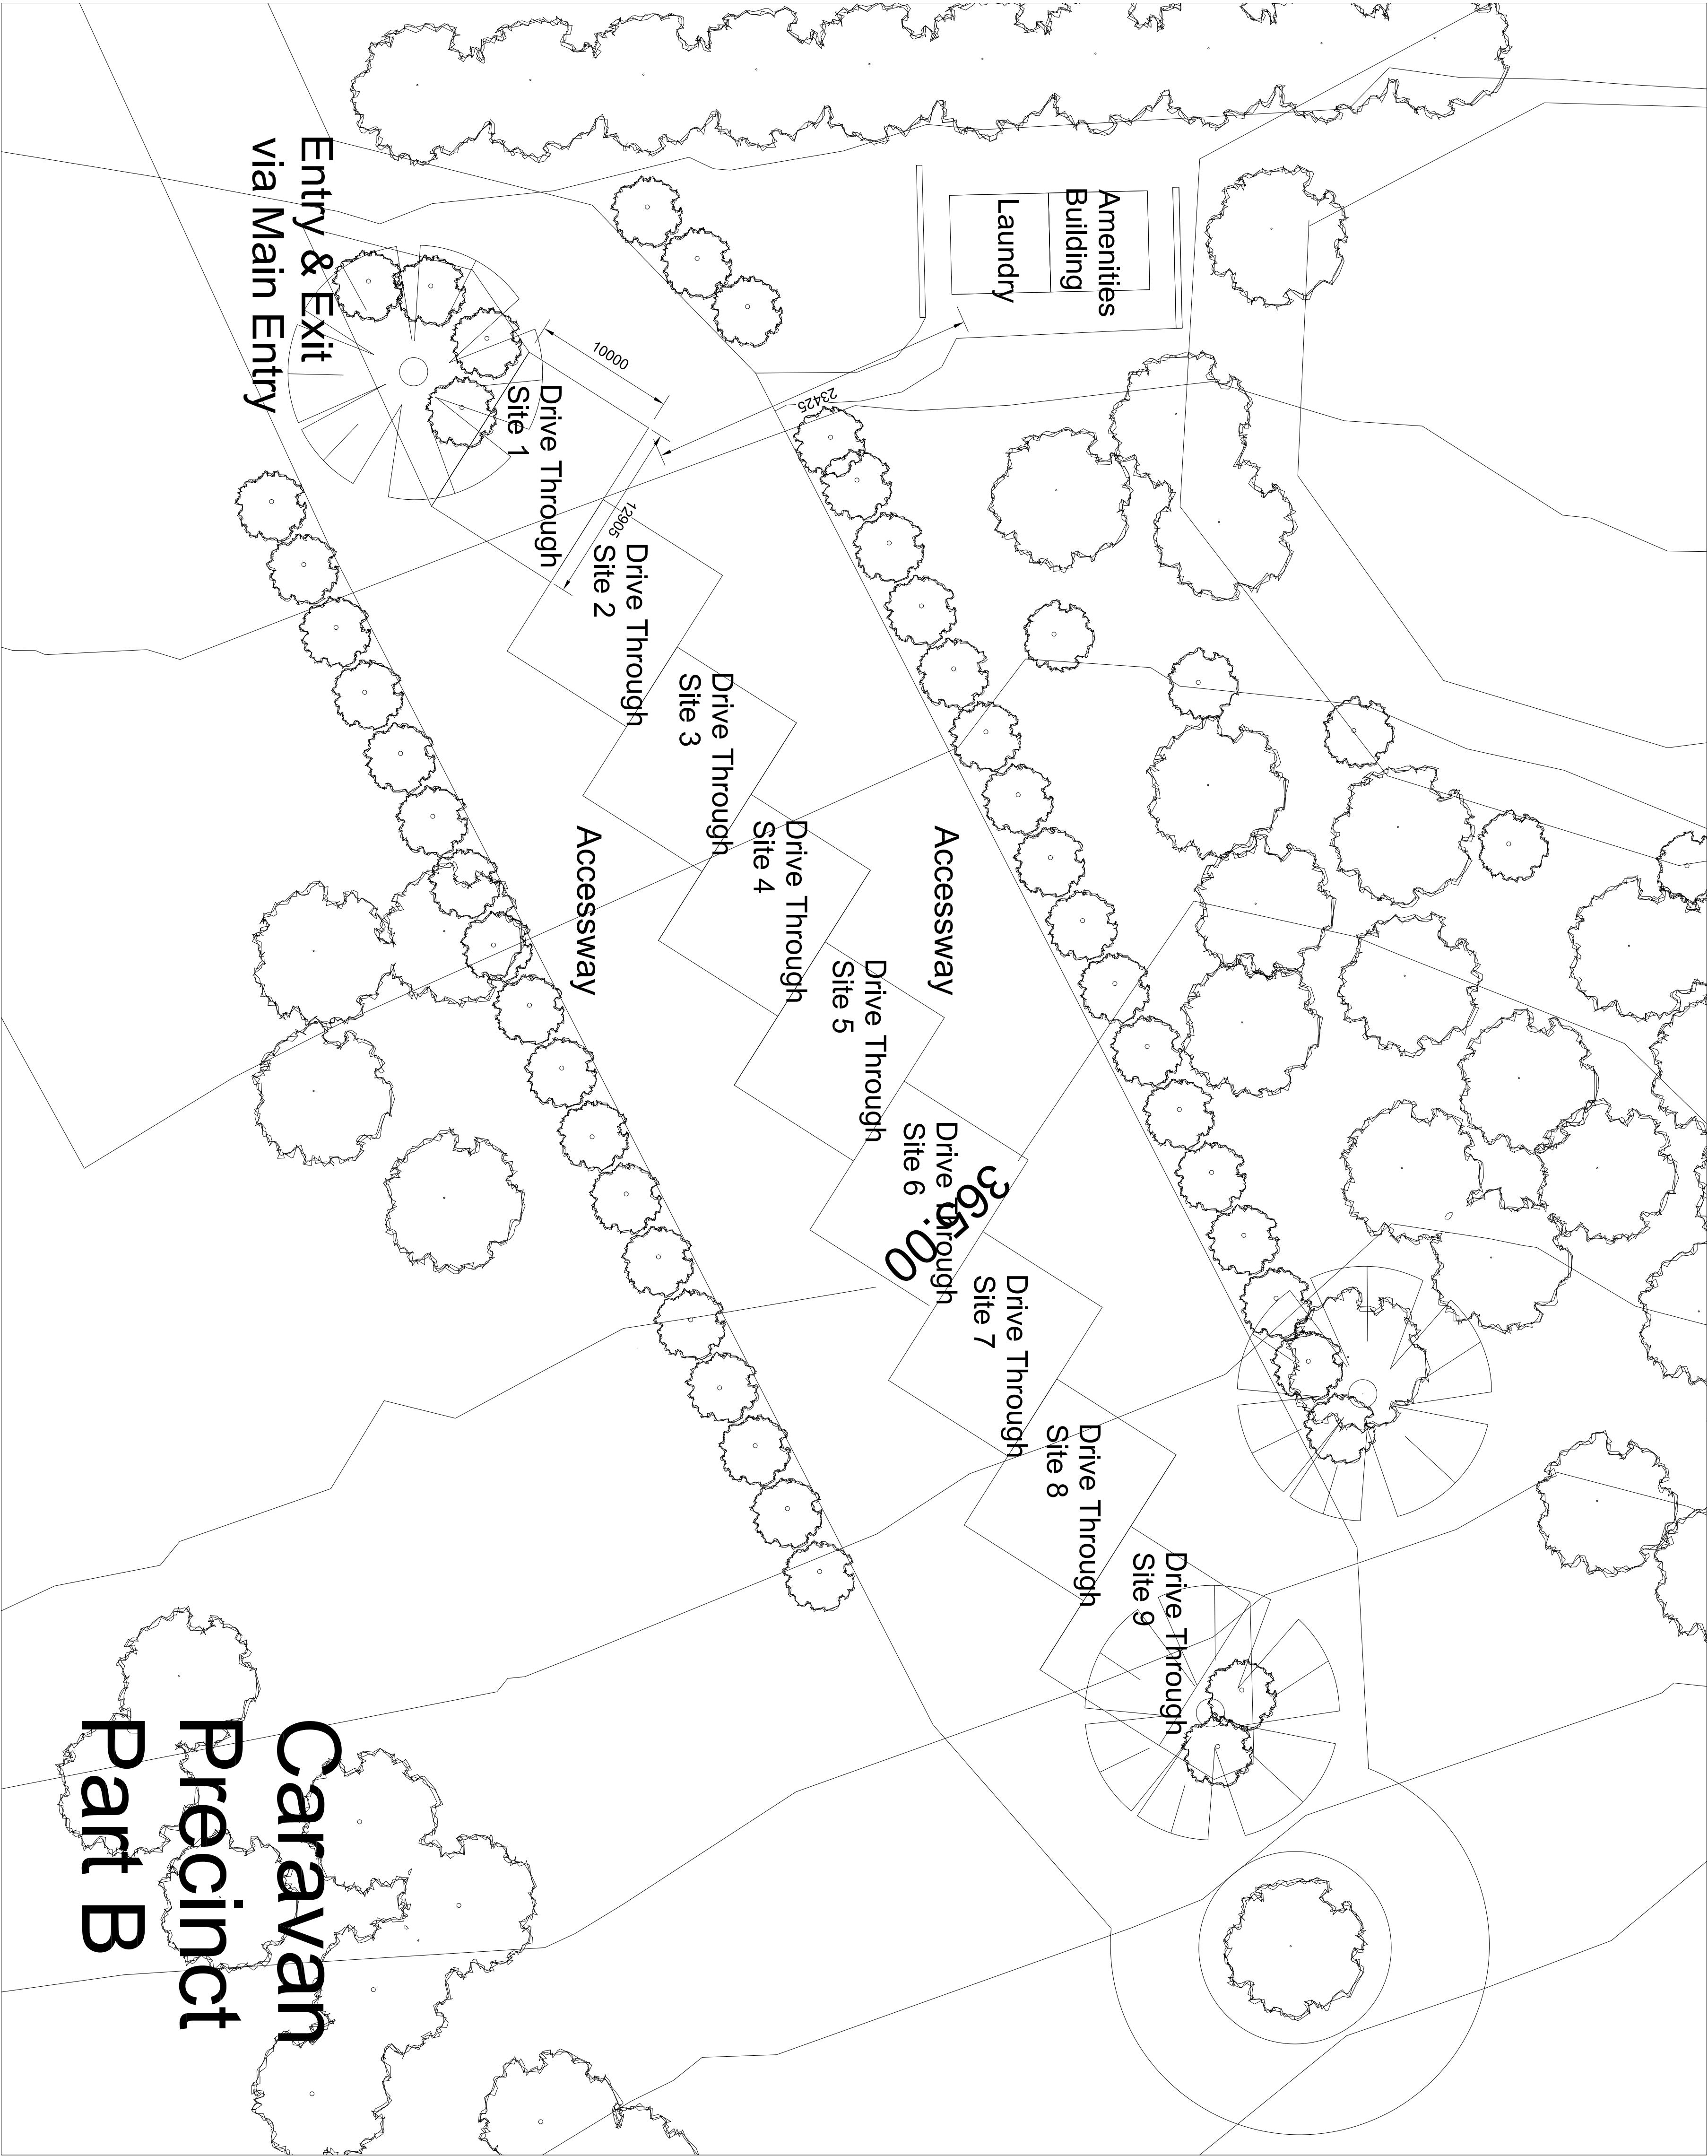 Entry & Exit
via Main Entry
Amenities
Building
Laundry
10000
23425
12905
Drive Through
Site 1
Drive Through
Site 2
Drive Through
Site 3
Drive Through
Site 4
Drive Through
Site 5
Drive Through
Site 6
Drive Through
Site 7
Drive Through
Site 8
Drive Through
Site 9
Accessway
Accessway
365.00
Caravan
Precinct
Part B